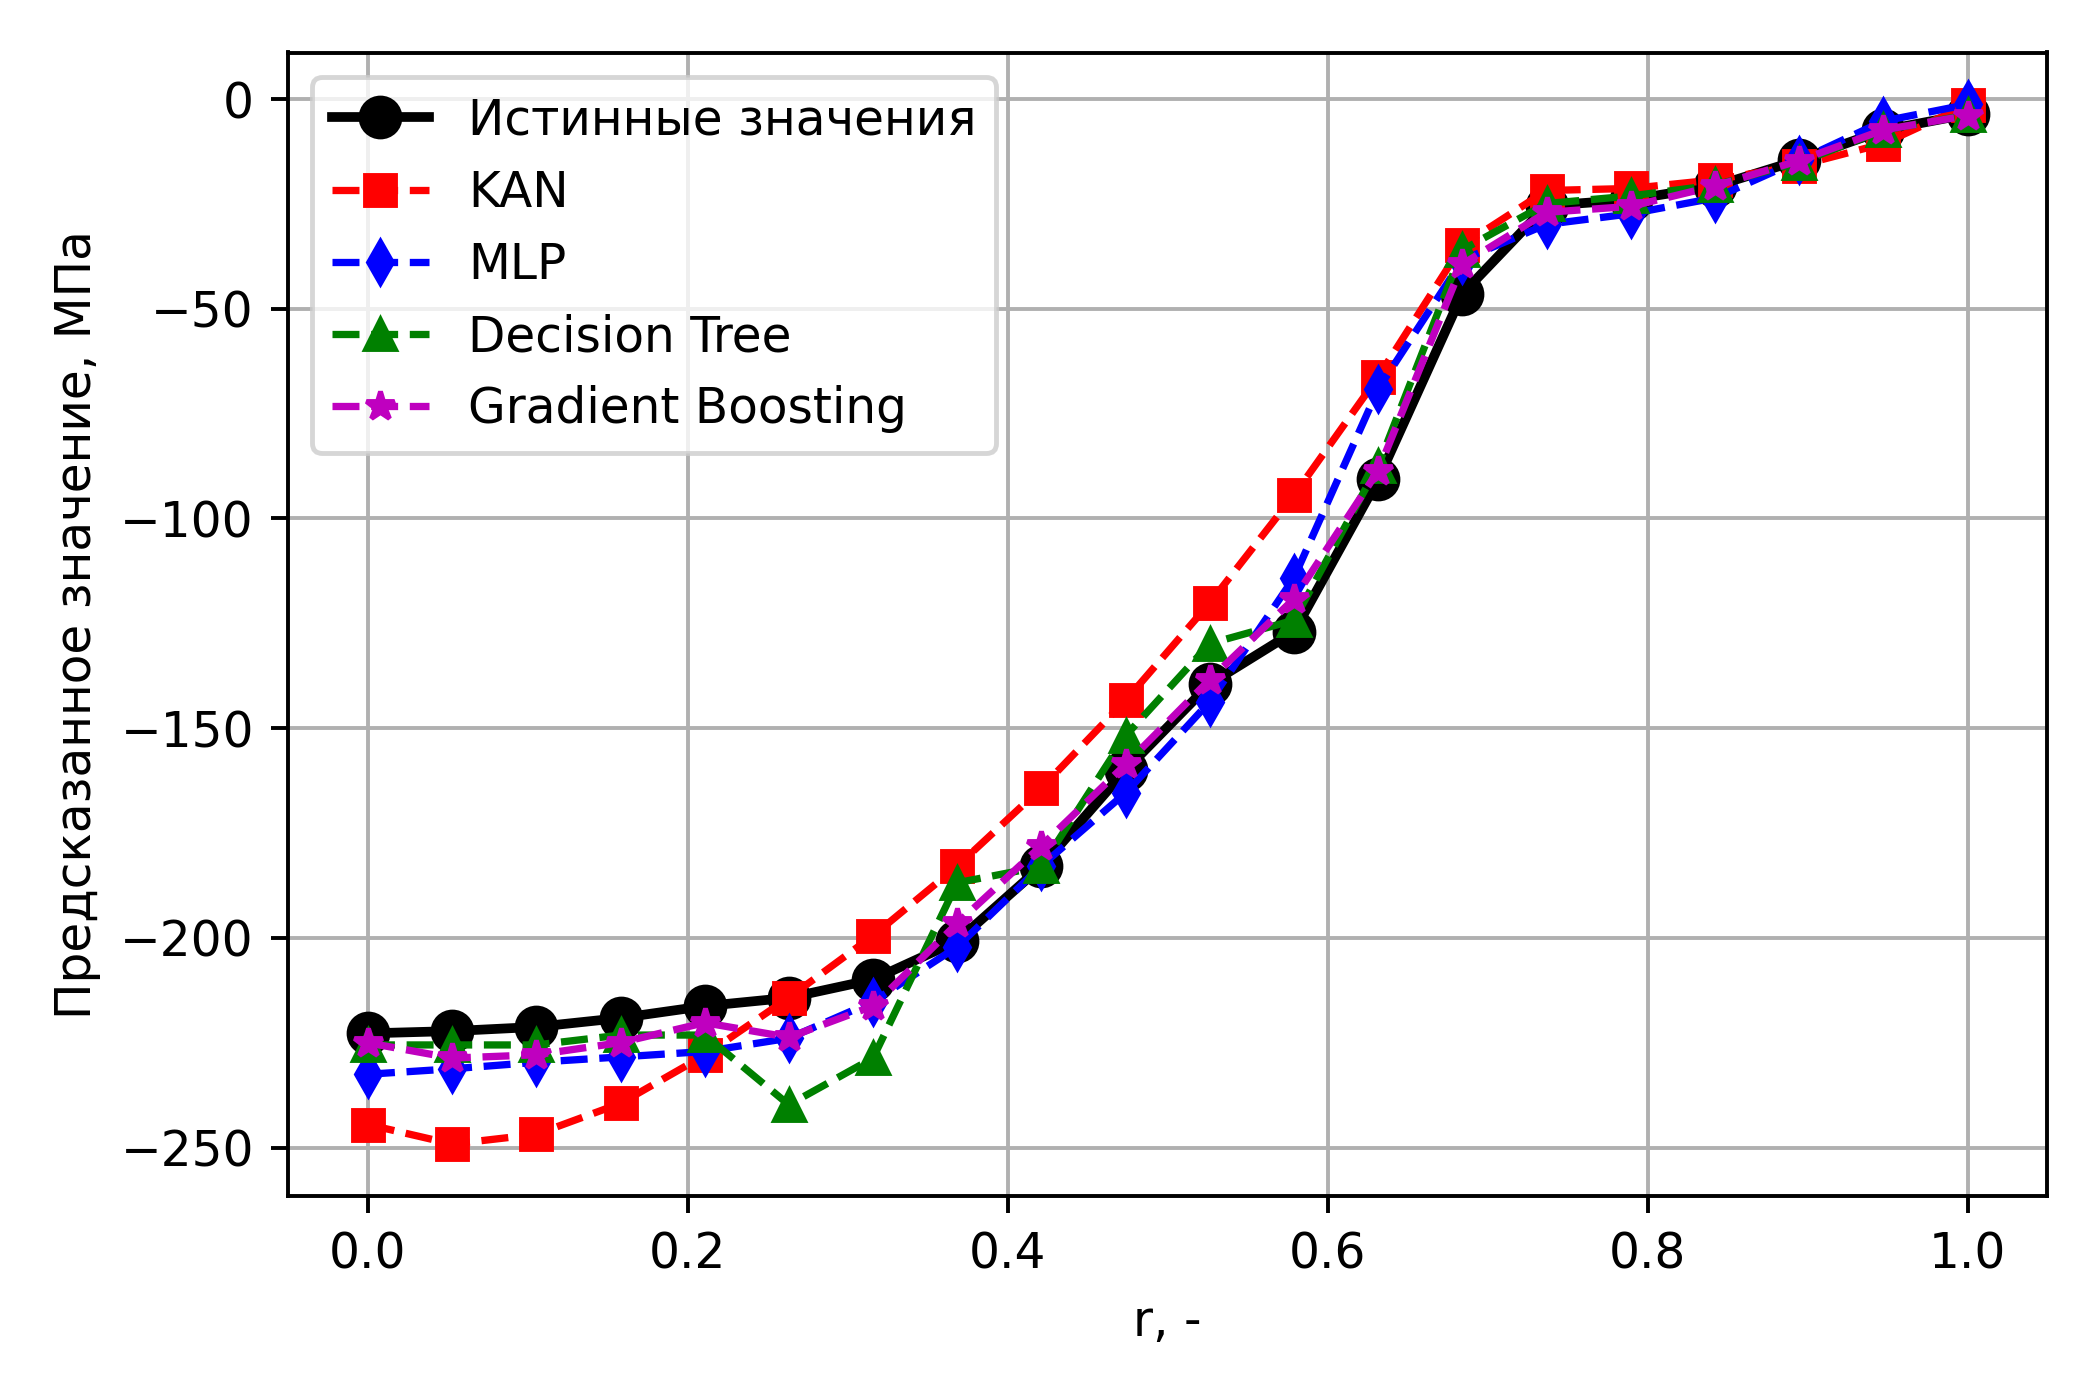 Предсказанное значение, МПа
0
−50
−100
−150
−200
−250
Истинные значения
KAN
MLP
Decision Tree
Gradient Boosting
0.0 0.2 0.4 0.6 0.8 1.0
r, -